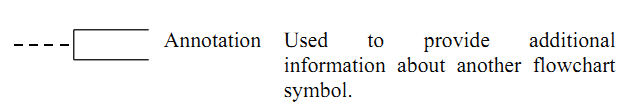 Annotation Used to provide additional
information about another flowchart
symbol.